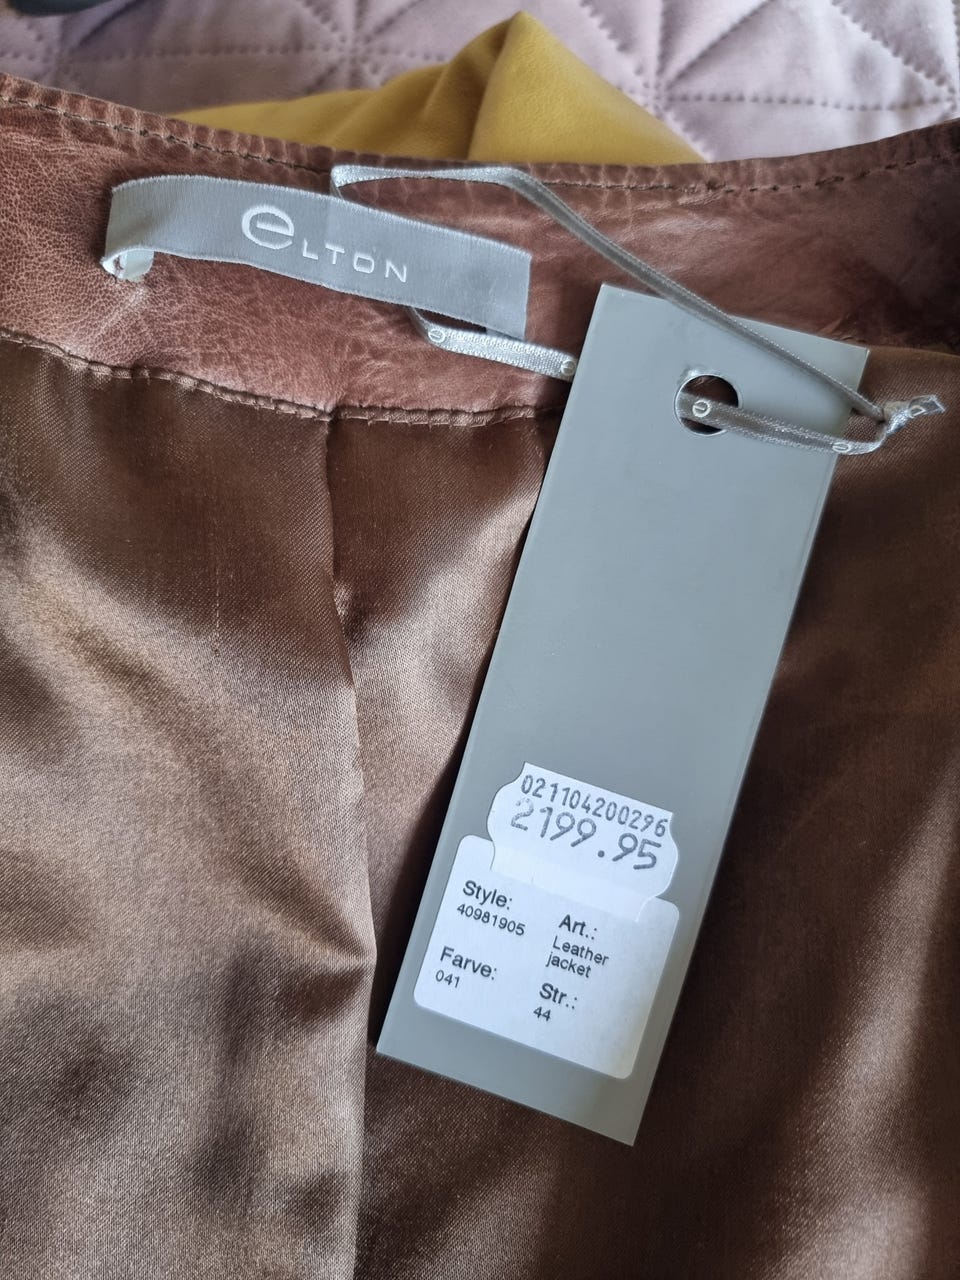 eLTON
021104200296
2199.95
Style:
40981905
Art.:
Leather
jacket
Farve:
041
Str.:
44